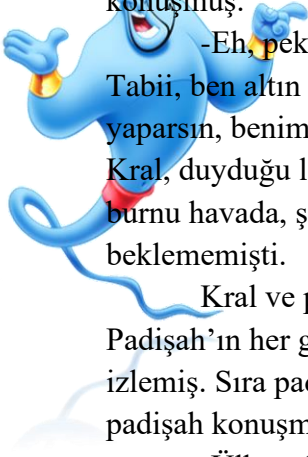 konuşmuş.
-Eh, pek
Tabii, ben altın
yaparsın, benim
Kral, duyduğu l
burnu havada, ş
beklememişti.
Kral ve p
Padişah’ın her g
izlemiş. Sıra pad
padişah konuşm